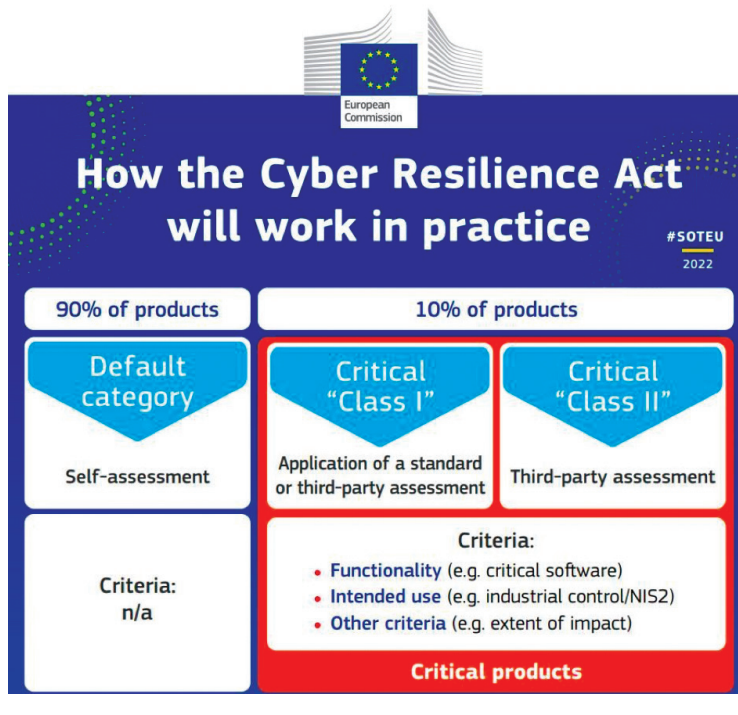 European
Commission
How the Cyber Resilience Act
will work in practice
#SOTEU
2022
90% of products
10% of products
Default
category
Self-assessment
Critical
“Class I”
Application of a standard
or third-party assessment
Critical
“Class II”
Third-party assessment
Criteria:
n/a
Criteria:
• Functionality (e.g. critical software)
• Intended use (e.g. industrial control/NIS2)
• Other criteria (e.g. extent of impact)
Critical products